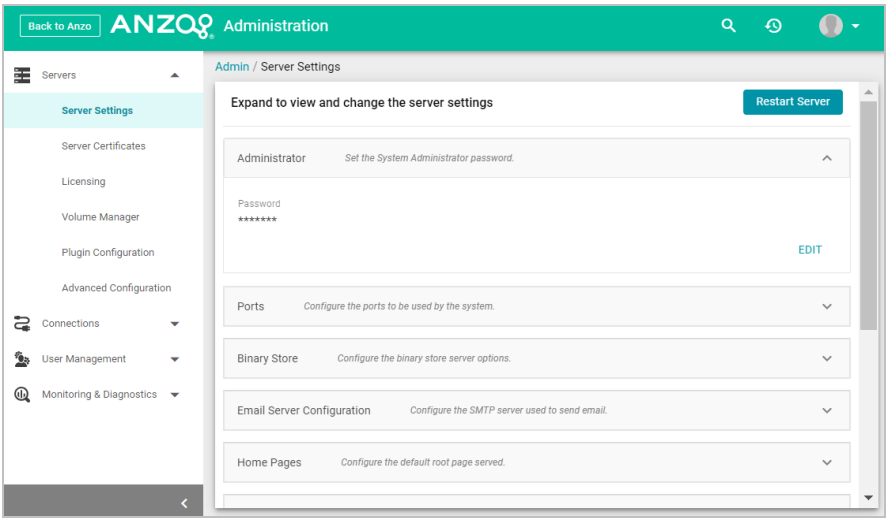 Back to Anzo ANZO® Administration
Admin / Server Settings
Servers
Server Settings
Server Certificates
Licensing
Volume Manager
Plugin Configuration
Advanced Configuration
Connections
User Management
Monitoring & Diagnostics
Expand to view and change the server settings Restart Server
Administrator Set the System Administrator password.
Password
*******
EDIT
Ports Configure the ports to be used by the system.
Binary Store Configure the binary store server options.
Email Server Configuration Configure the SMTP server used to send email.
Home Pages Configure the default root page served.